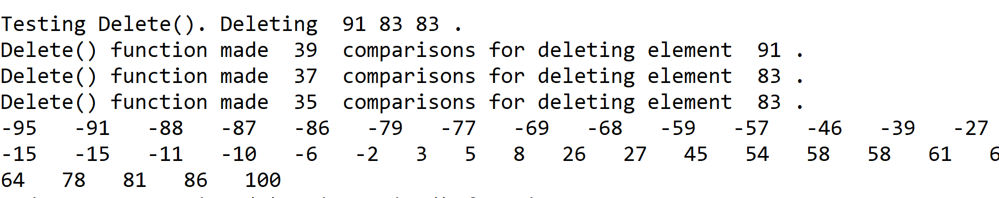 Testing Delete(). Deleting  91 83 83 .
Delete() function made  39  comparisons for deleting element  91 .
Delete() function made  37  comparisons for deleting element  83 .
Delete() function made  35  comparisons for deleting element  83 .
-95   -91   -88   -87   -86   -79   -77   -69   -68   -59   -57   -46   -39   -27
-15   -15   -11   -10   -6   -2   3   5   8   26   27   45   54   58   58   61
64   78   81   86   100